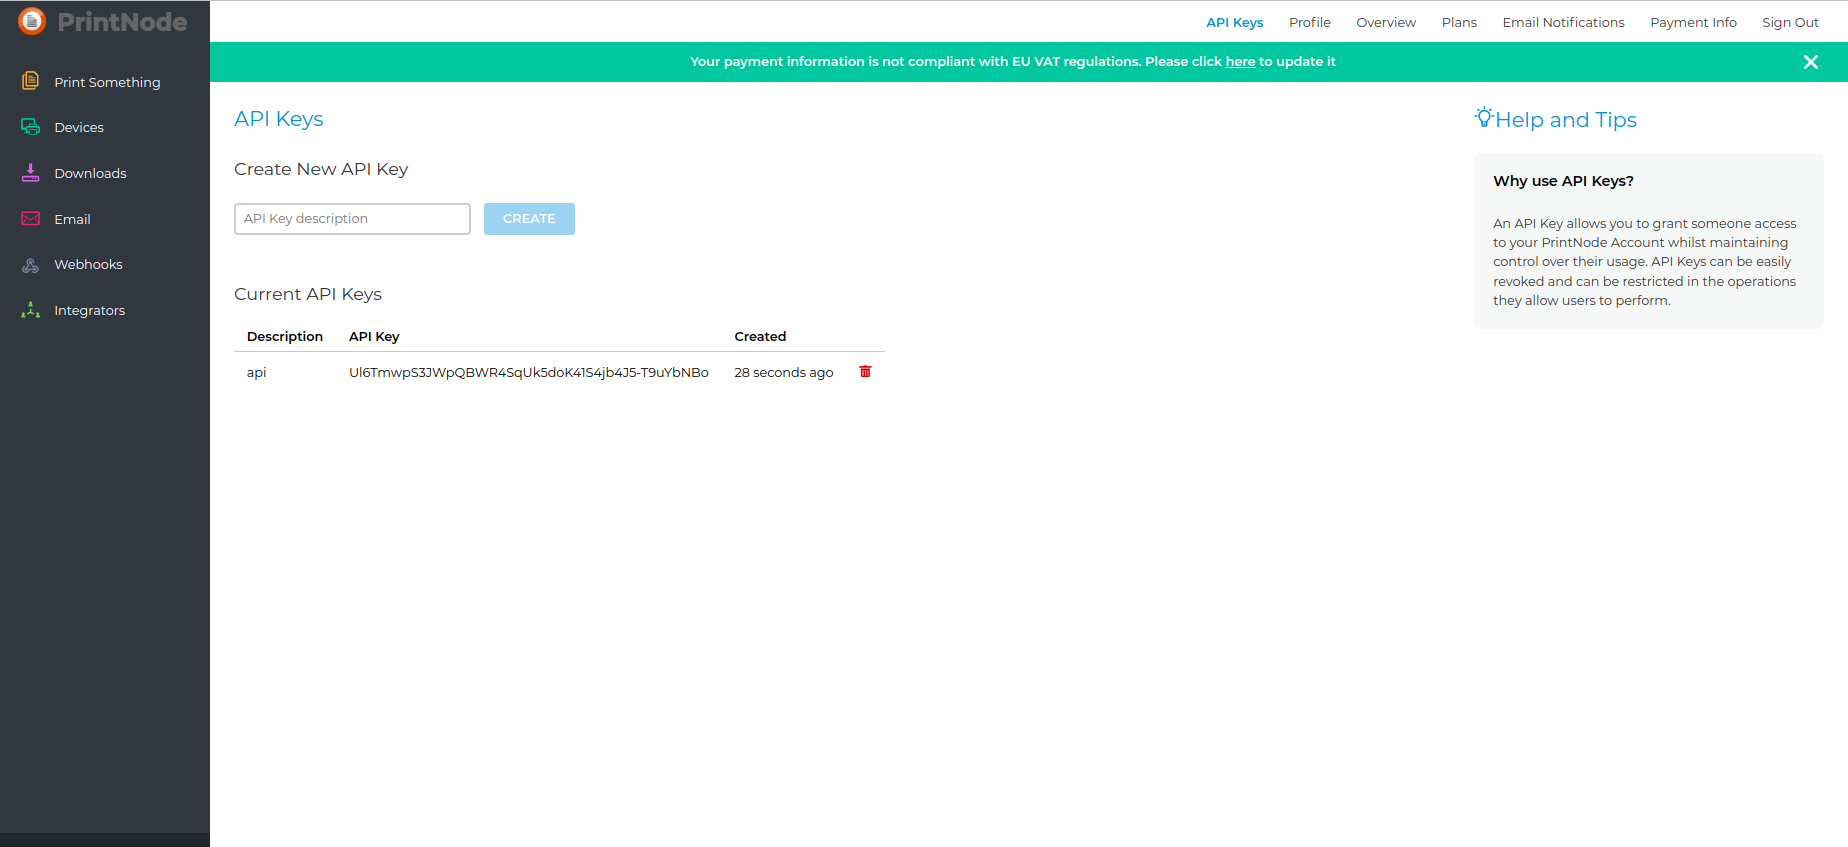 PrintNode
API Keys Profile Overview Plans Email Notifications Payment Info Sign Out
Your payment information is not compliant with EU VAT regulations. Please click here to update it
Print Something
Devices
Downloads
Email
Webhooks
Integrators
API Keys
Create New API Key
API Key description CREATE
Current API Keys
Description API Key Created
api Ul6TmwpS3JWpQBWR4SqUk5doK41S4jb4J5-T9uYbNBo 28 seconds ago
Help and Tips
Why use API Keys?
An API Key allows you to grant someone access
to your PrintNode Account whilst maintaining
control over their usage. API Keys can be easily
revoked and can be restricted in the operations
they allow users to perform.